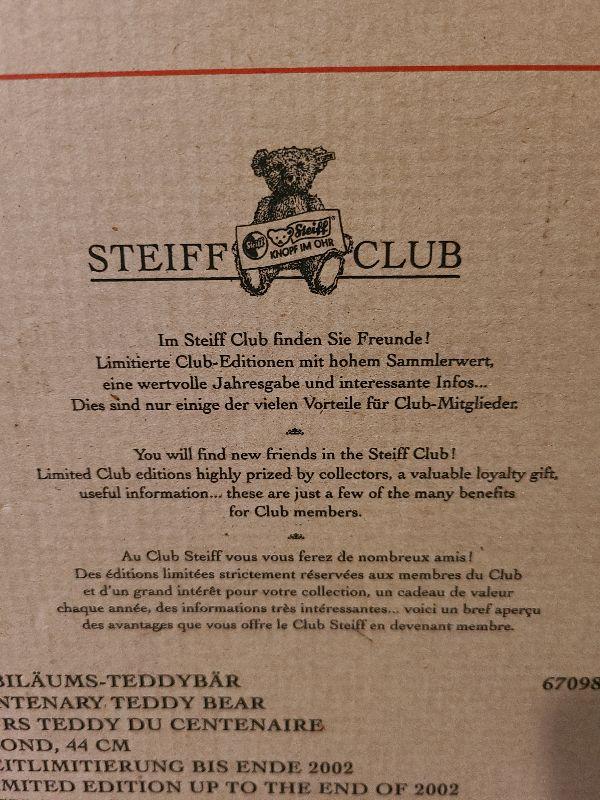 STEIFF CLUB
Steiff
KNOPF IM OHR
Im Steiff Club finden Sie Freunde!
Limitierte Club-Editionen mit hohem Sammlerwert,
eine wertvolle Jahresgabe und interessante Infos...
Dies sind nur einige der vielen Vorteile für Club-Mitglieder.
You will find new friends in the Steiff Club!
Limited Club editions highly prized by collectors, a valuable loyalty gift,
useful information... these are just a few of the many benefits
for Club members.
Au Club Steiff vous vous ferez de nombreux amis!
Des éditions limitées strictement réservées aux membres du Club
et d'un grand intérêt pour votre collection, un cadeau de valeur
chaque année, des informations très intéressantes... voici un bref aperçu
des avantages que vous offre le Club Steiff en devenant membre.
BILÄUMS-TEDDYBÄR 67098
NTENARY TEDDY BEAR
RS TEDDY DU CENTENAIRE
OND, 44 CM
EITLIMITIERUNG BIS ENDE 2002
MITED EDITION UP TO THE END OF 2002